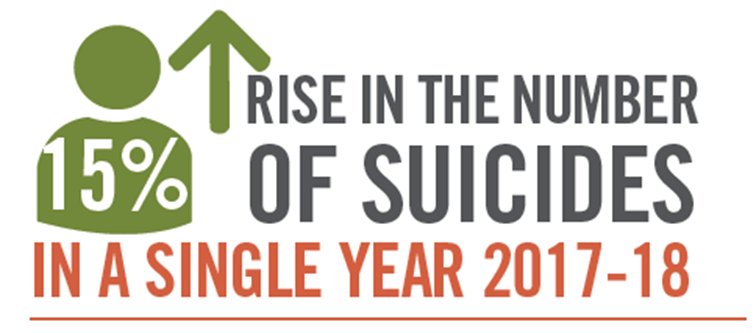 RISE IN THE NUMBER
15% OF SUICIDES
IN A SINGLE YEAR 2017-18